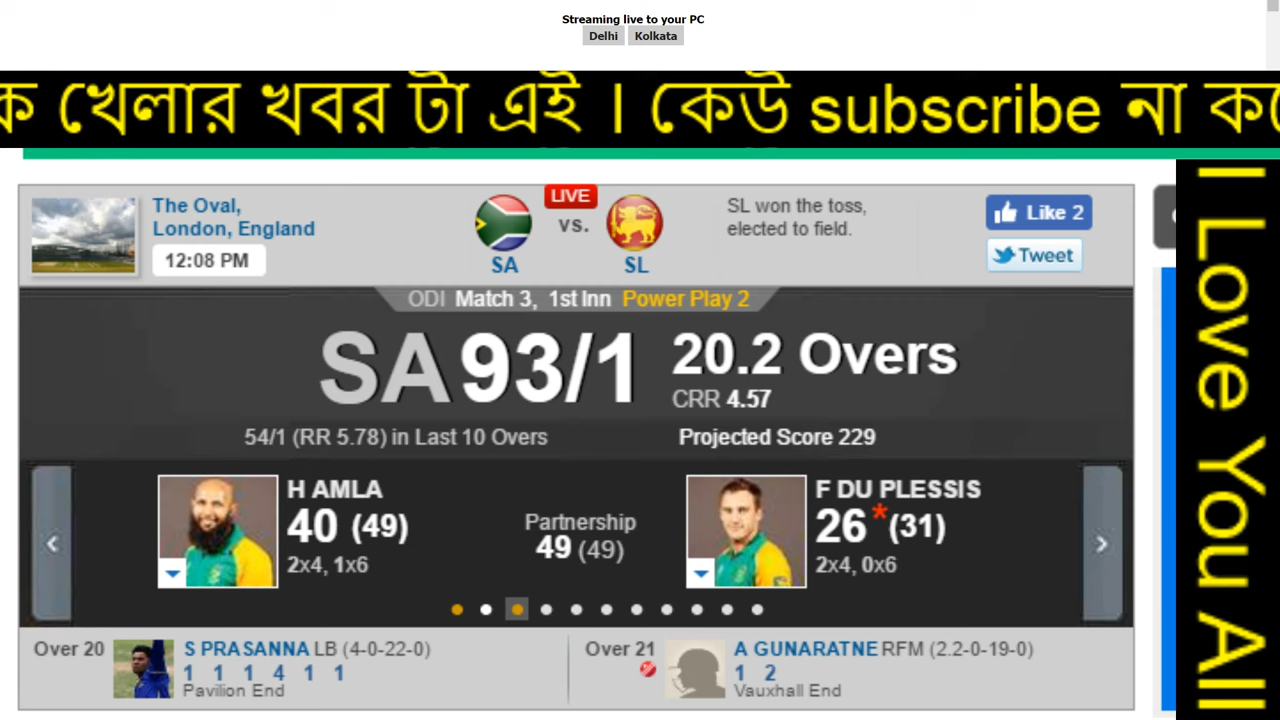 Streaming live to your PC
Delhi Kolkata
ক খেলার খবর টা এই । কেউ subscribe না
The Oval,
London, England
12:08 PM
SA
LIVE
vs.
SL
SL won the toss,
elected to field.
Like 2
Tweet
ODI Match 3, 1st Inn Power Play 2
SA 93/1
20.2 Overs
CRR 4.57
54/1 (RR 5.78) in Last 10 Overs
Projected Score 229
H AMLA
40 (49)
2x4, 1x6
Partnership
49 (49)
F DU PLESSIS
26*(31)
2x4, 0x6
Over 20
S PRASANNA LB (4-0-22-0)
1 1 1 4 1 1
Pavilion End
Over 21
A GUNARATNE RFM (2.2-0-19-0)
1 2
Vauxhall End
I Love You All